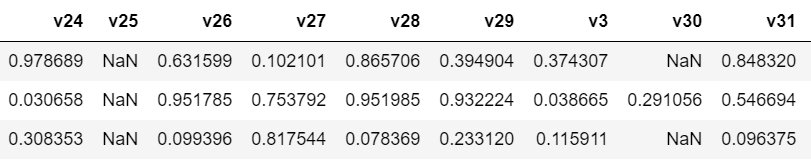 v24 v25 v26 v27 v28 v29 v3 v30 v31
0.978689 NaN 0.631599 0.102101 0.865706 0.394904 0.374307 NaN 0.848320
0.030658 NaN 0.951785 0.753792 0.951985 0.932224 0.038665 0.291056 0.546694
0.308353 NaN 0.099396 0.817544 0.078369 0.233120 0.115911 NaN 0.096375